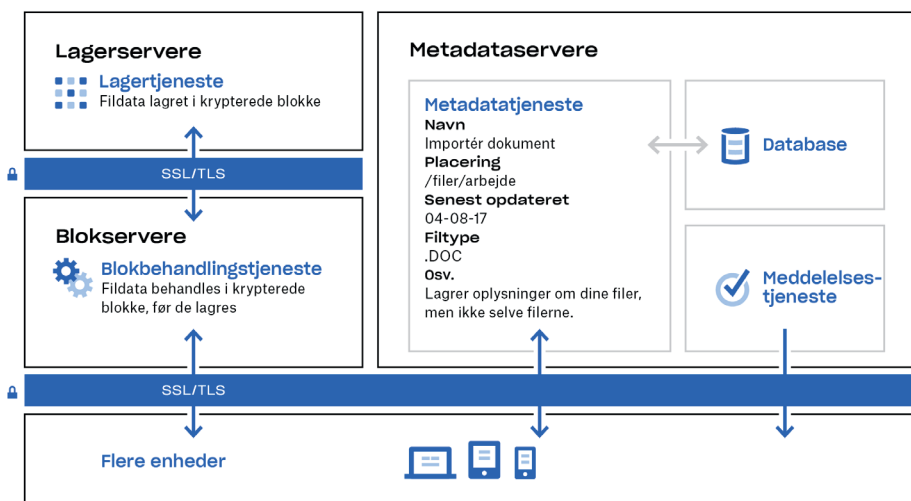 Lagerservere
Lagertjeneste
Fildata lagret i krypterede blokke
SSL/TLS
Blokservere
Blokbehandlingstjeneste
Fildata behandles i krypterede
blokke, før de lagres
Metadataservere
Metadatatjeneste
Navn
Importér dokument
Placering
/filer/arbejde
Senest opdateret
04-08-17
Filtype
.DOC
Osv.
Lagrer oplysninger om dine filer,
men ikke selve filerne.
Database
Meddelelses-
tjeneste
SSL/TLS
Flere enheder